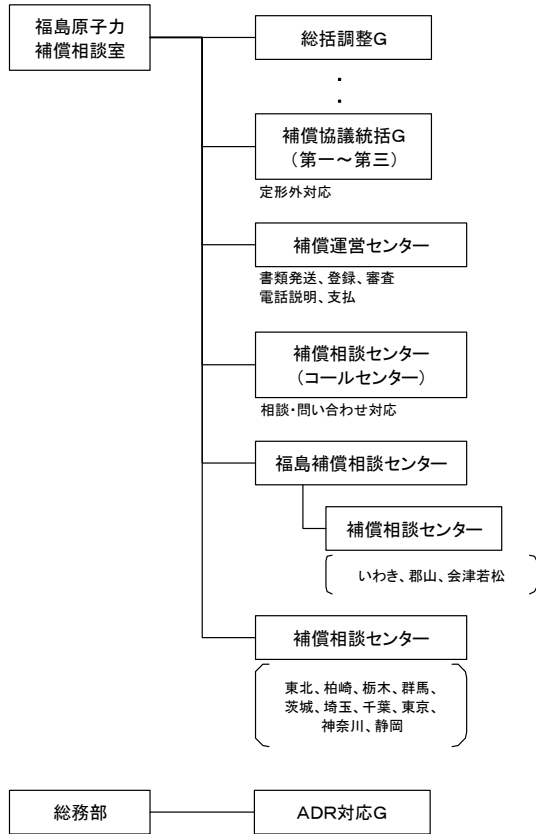 福島原子力
補償相談室
総括調整G
・
・
補償協議統括G
（第一～第三）
定形外対応
補償運営センター
書類発送、登録、審査
電話説明、支払
補償相談センター
（コールセンター）
相談・問い合わせ対応
福島補償相談センター
補償相談センター
いわき、郡山、会津若松
補償相談センター
東北、柏崎、栃木、群馬、
茨城、埼玉、千葉、東京、
神奈川、静岡
総務部
ADR対応G